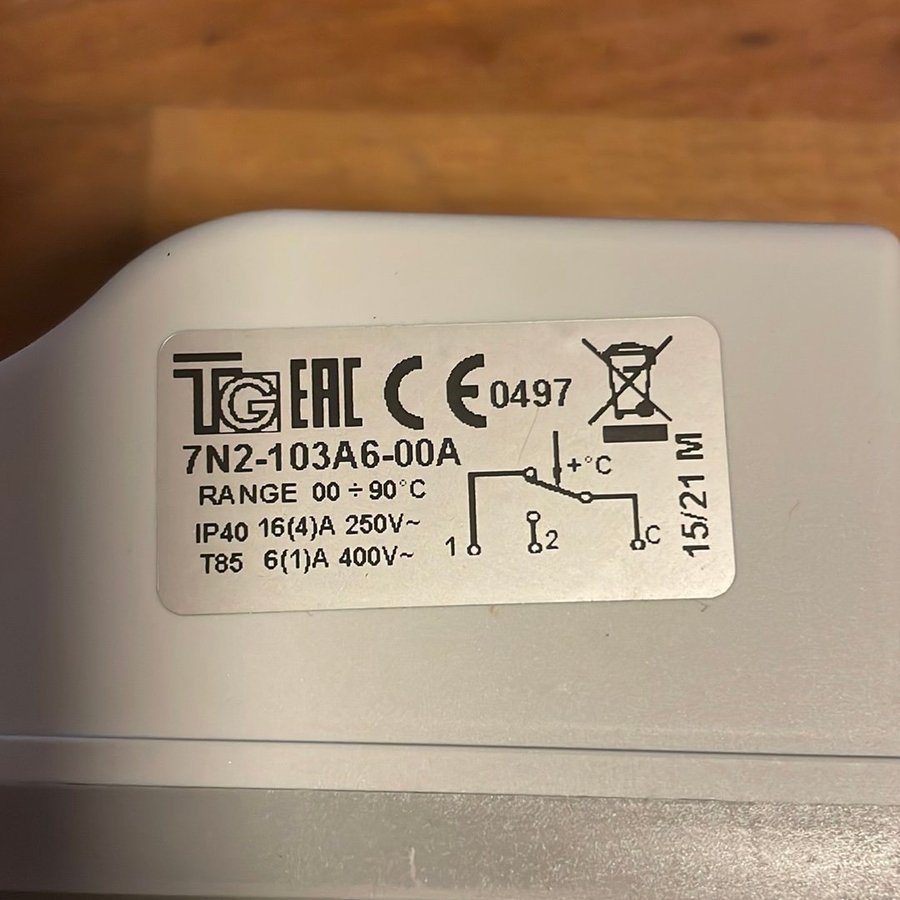 TG EAC CE 0497
7N2-103A6-00A
RANGE 00 ÷ 90°C
IP40 16(4)A 250V~
T85 6(1)A 400V~
+°C
1
2
C
15/21 M